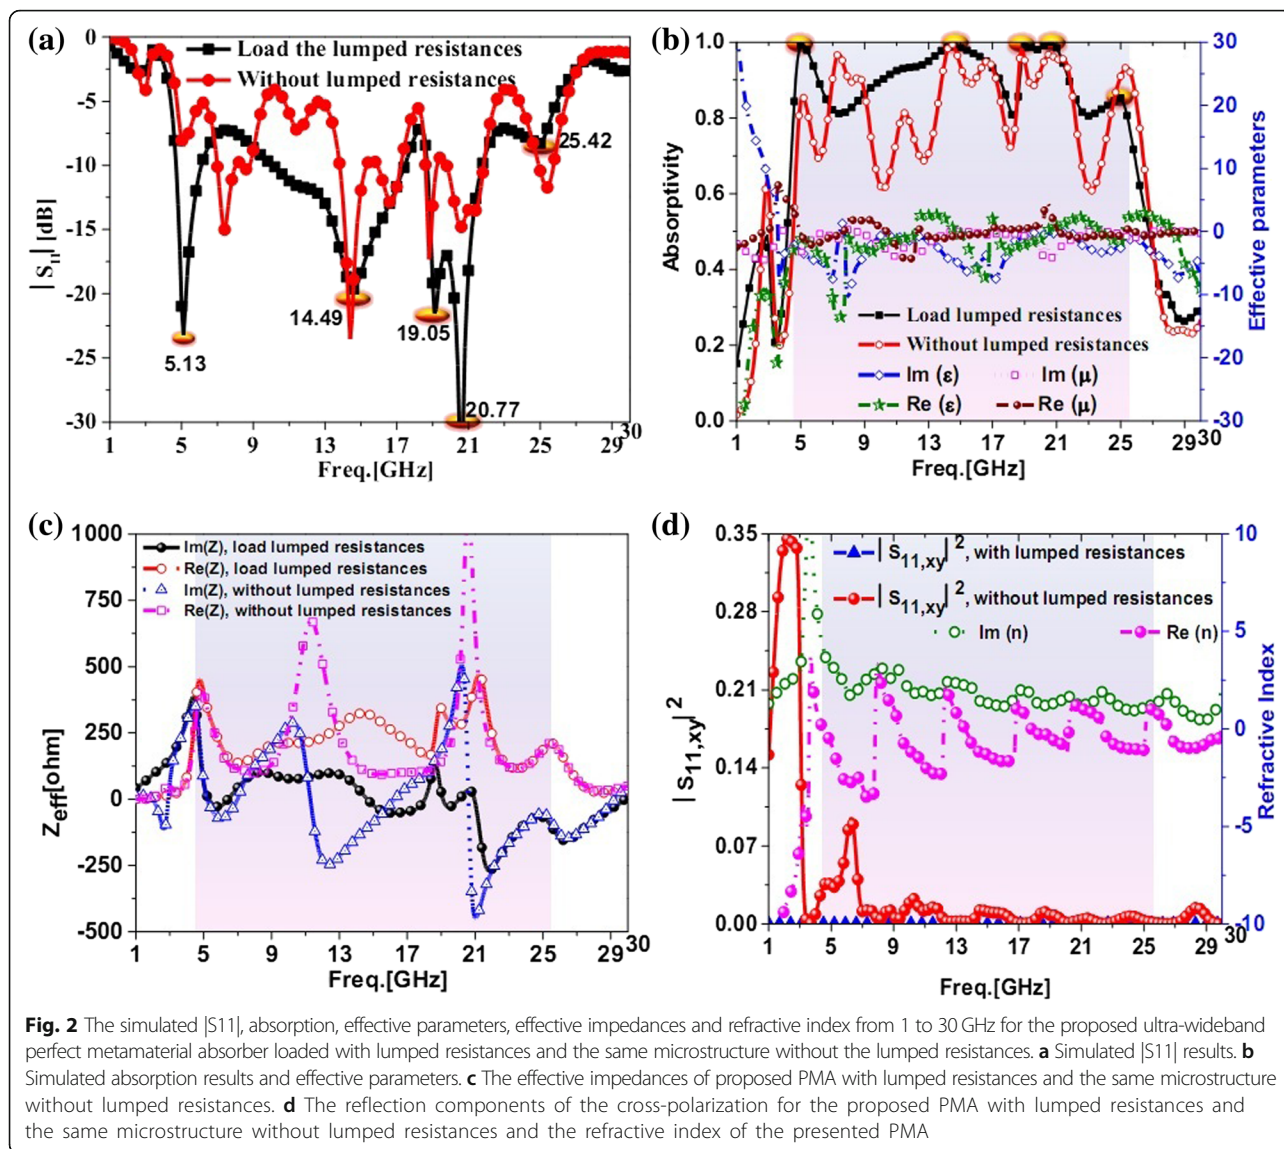 (a)
0
-5
-10
-15
-20
-25
-30
|S11| [dB]
Load the lumped resistances
Without lumped resistances
5.13
14.49
19.05
20.77
25.42
1 5 9 13 17 21 25 30
Freq.[GHz]
(b)
1.0
0.8
0.6
0.4
0.2
0.0
Absorptivity
30
20
10
0
-10
-20
-30
Effective parameters
Load lumped resistances
Without lumped resistances
Im (ε) Im (μ)
Re (ε) Re (μ)
1 5 9 13 17 21 25 29 30
Freq.[GHz]
(c)
1000
750
500
250
0
-250
-500
Zeff[ohm]
Im(Z), load lumped resistances
Re(Z), load lumped resistances
Im(Z), without lumped resistances
Re(Z), without lumped resistances
1 5 9 13 17 21 25 30
Freq.[GHz]
(d)
0.35
0.28
0.21
0.14
0.07
0.00
|S11,xy|2
10
5
0
-5
-10
Refractive Index
|S11,xy|2, with lumped resistances
|S11,xy|2, without lumped resistances
Im (n) Re (n)
1 5 9 13 17 21 25 29 30
Freq.[GHz]
Fig. 2 The simulated |S11|, absorption, effective parameters, effective impedances and refractive index from 1 to 30 GHz for the proposed ultra-wideband
perfect metamaterial absorber loaded with lumped resistances and the same microstructure without the lumped resistances. a Simulated |S11| results. b
Simulated absorption results and effective parameters. c The effective impedances of proposed PMA with lumped resistances and the same microstructure
without lumped resistances. d The reflection components of the cross-polarization for the proposed PMA with lumped resistances and
the same microstructure without lumped resistances and the refractive index of the presented PMA